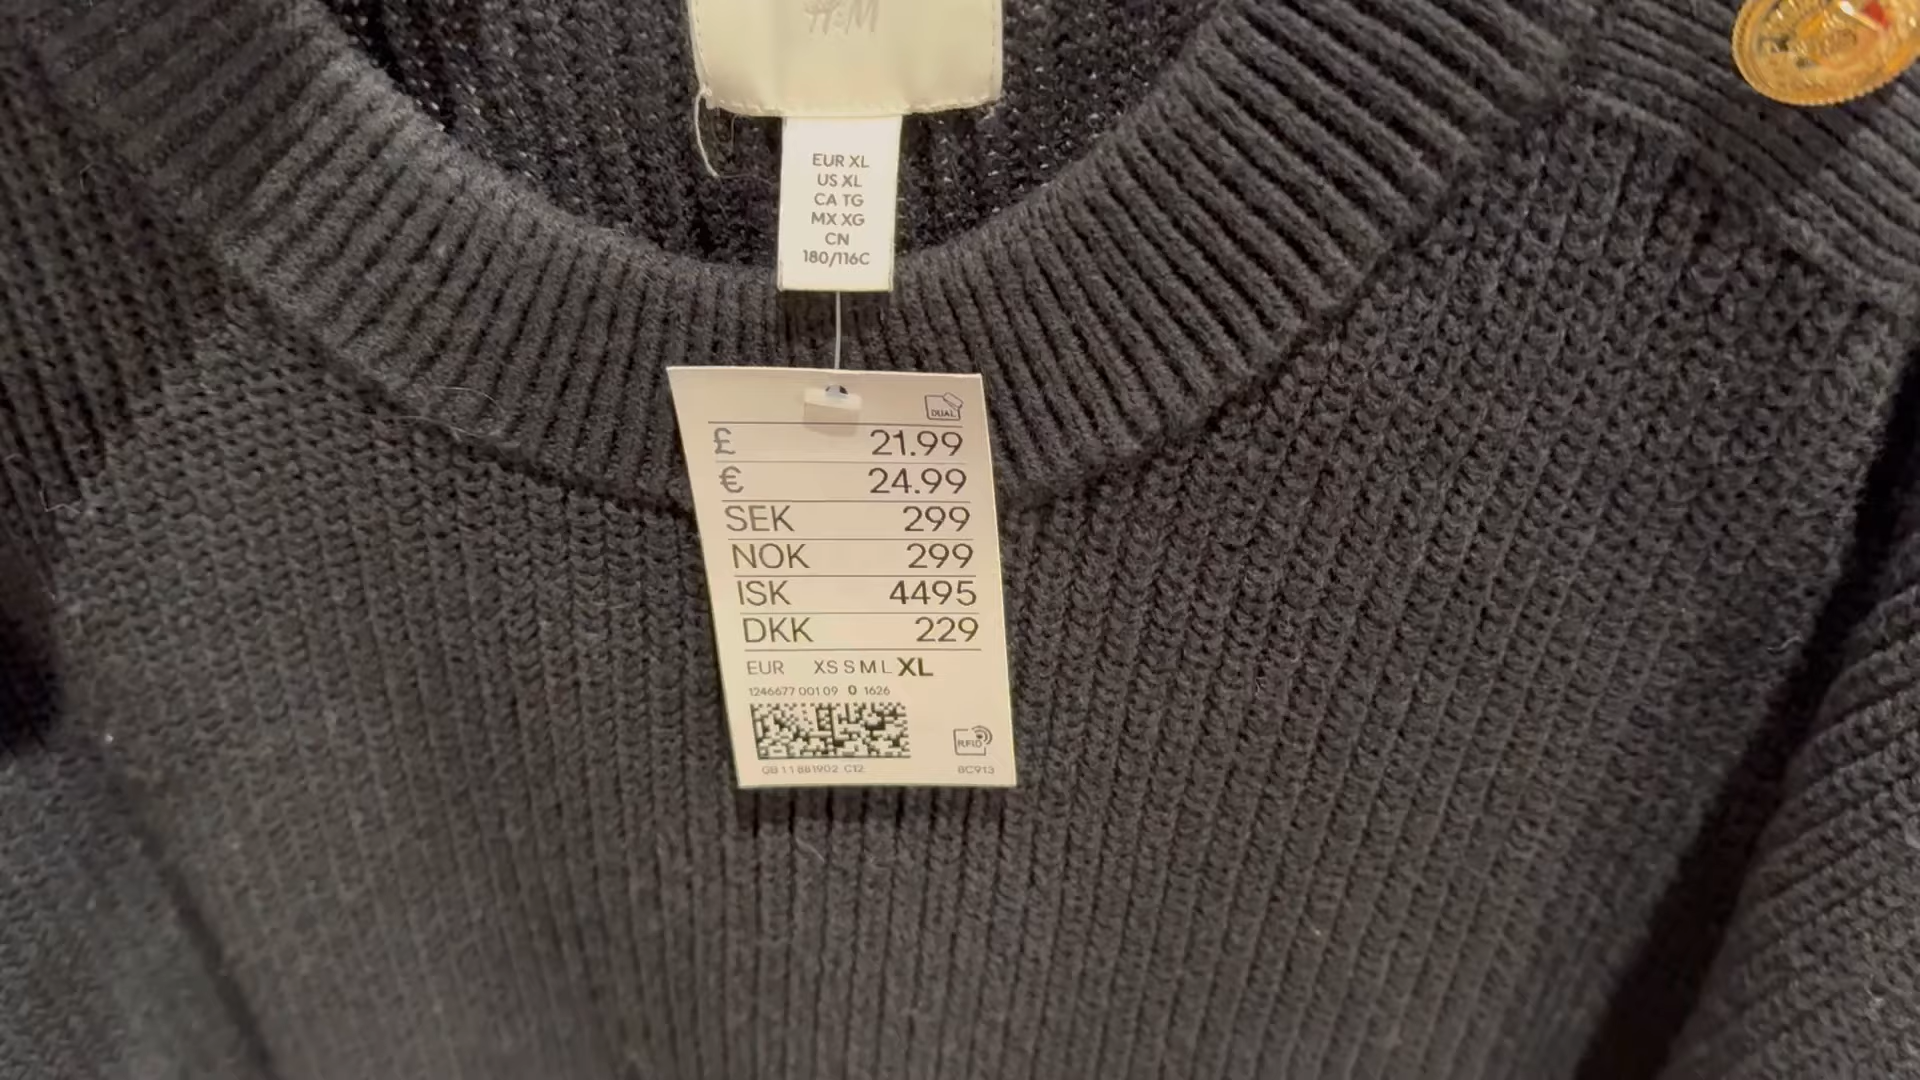 H&M
EUR XL
US XL
CA TG
MX XG
CN
180/116C
DUAL
£ 21.99
€ 24.99
SEK 299
NOK 299
ISK 4495
DKK 229
EUR XS S M L XL
1246677 001 09 0 1626
RFID
GB 11 881902 C12 8C913